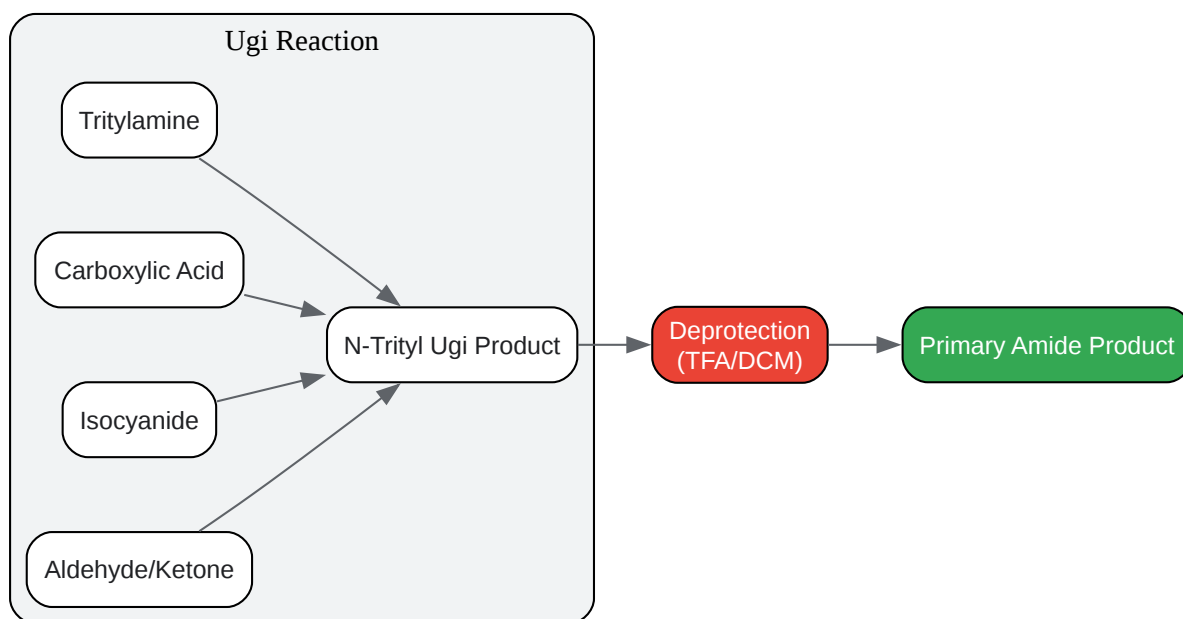 Ugi Reaction
Tritylamine
Carboxylic Acid
Isocyanide
Aldehyde/Ketone
N-Trityl Ugi Product
Deprotection
(TFA/DCM)
Primary Amide Product